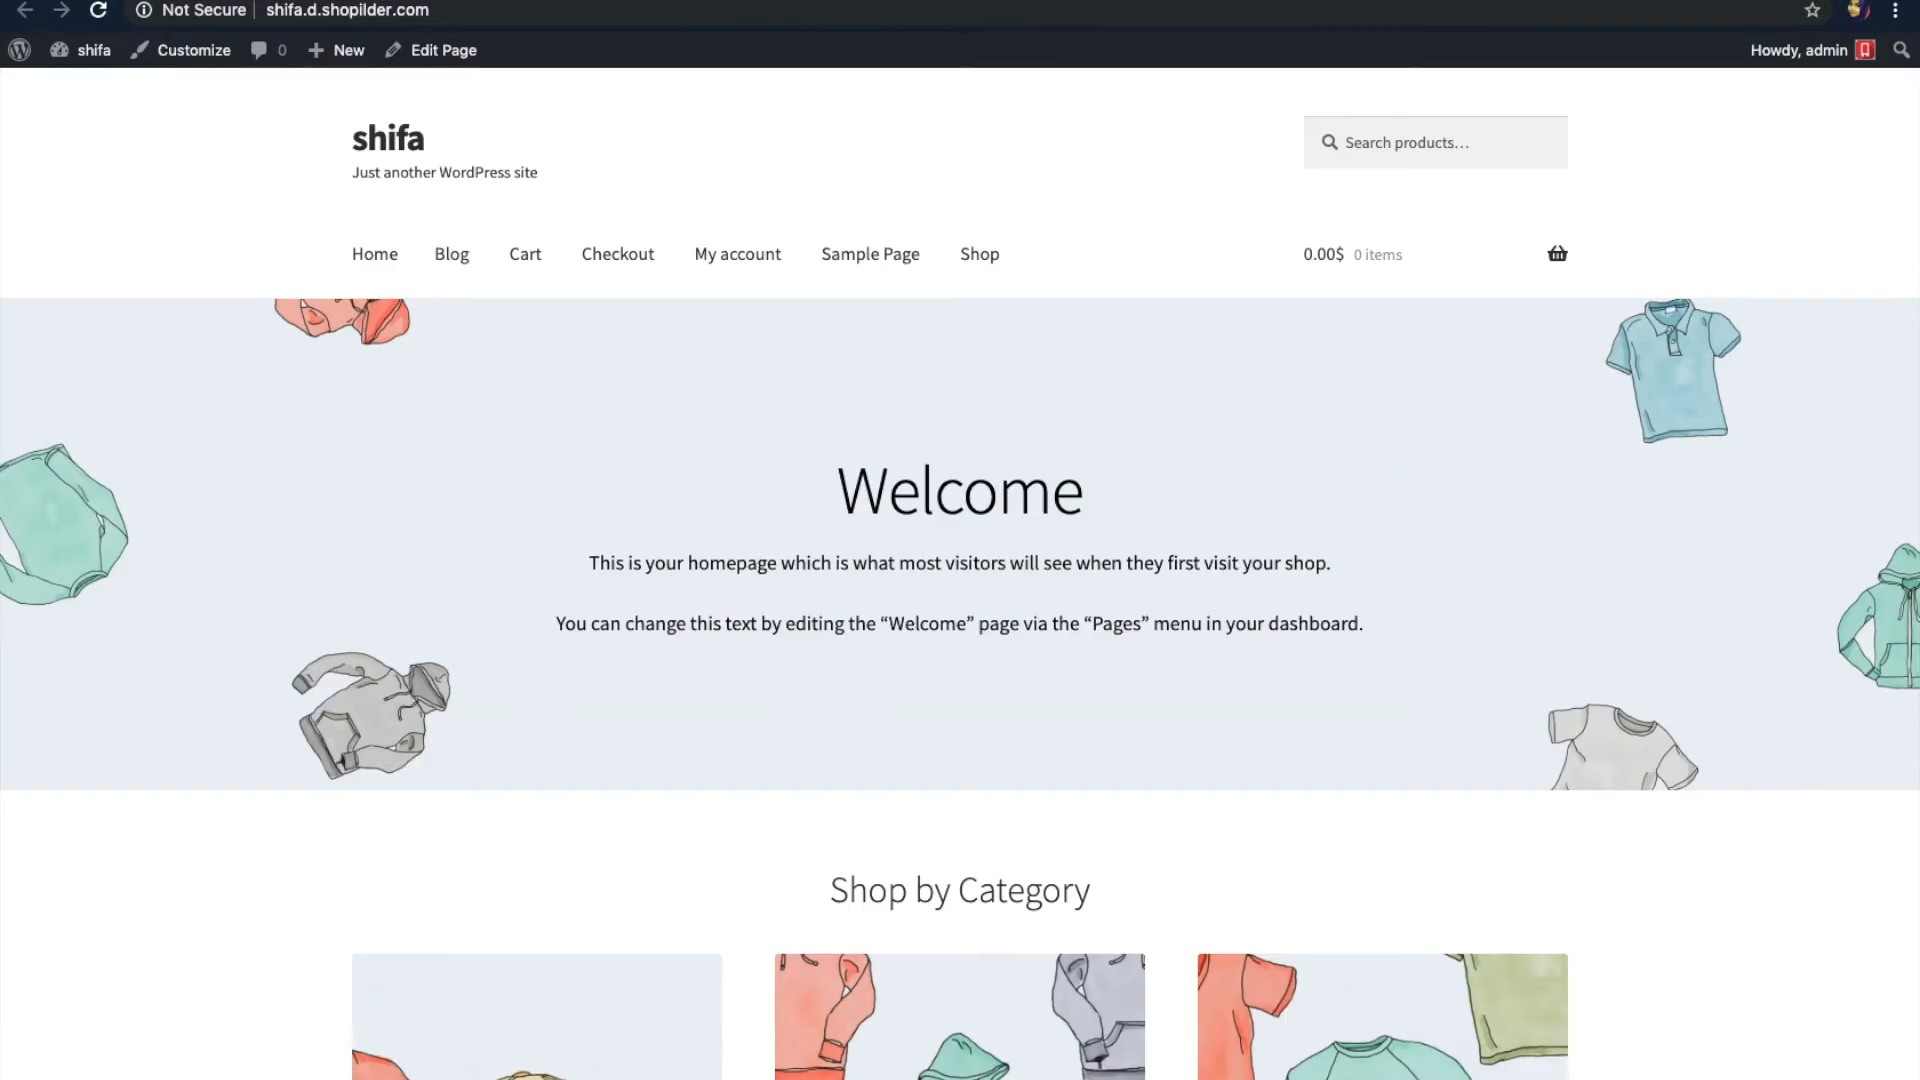 Not Secure shifa.d.shopilder.com
shifa Customize 0 New Edit Page Howdy, admin
shifa
Just another WordPress site
Search products…
Home Blog Cart Checkout My account Sample Page Shop 0.00$ 0 items
Welcome
This is your homepage which is what most visitors will see when they first visit your shop.
You can change this text by editing the “Welcome” page via the “Pages” menu in your dashboard.
Shop by Category